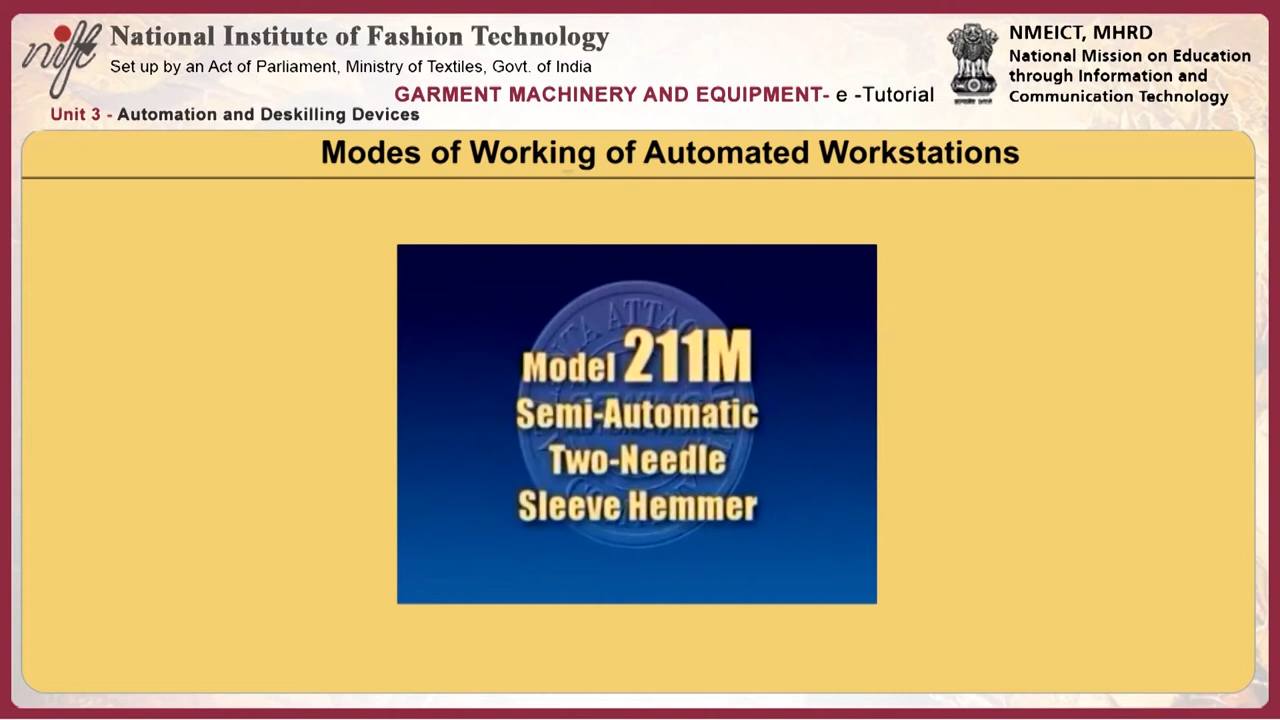 nift National Institute of Fashion Technology
Set up by an Act of Parliament, Ministry of Textiles, Govt. of India
GARMENT MACHINERY AND EQUIPMENT- e -Tutorial
Unit 3 - Automation and Deskilling Devices
NMEICT, MHRD
National Mission on Education
through Information and
Communication Technology
Modes of Working of Automated Workstations
Model 211M
Semi-Automatic
Two-Needle
Sleeve Hemmer